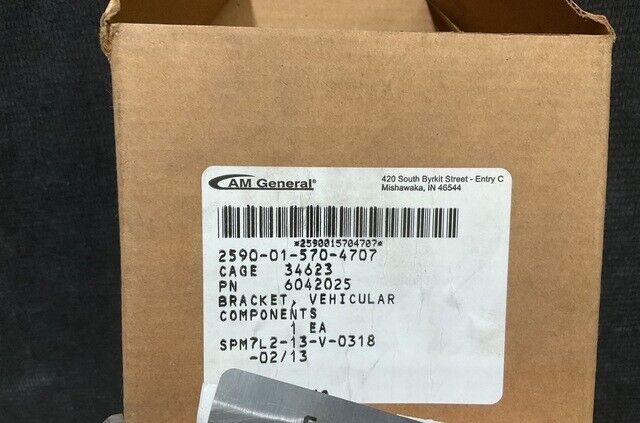 AM General®
420 South Byrkit Street - Entry C
Mishawaka, IN 46544
*2590015704707*
2590-01-570-4707
CAGE 34623
PN 6042025
BRACKET, VEHICULAR
COMPONENTS
1 EA
SPM7L2-13-V-0318
-02/13